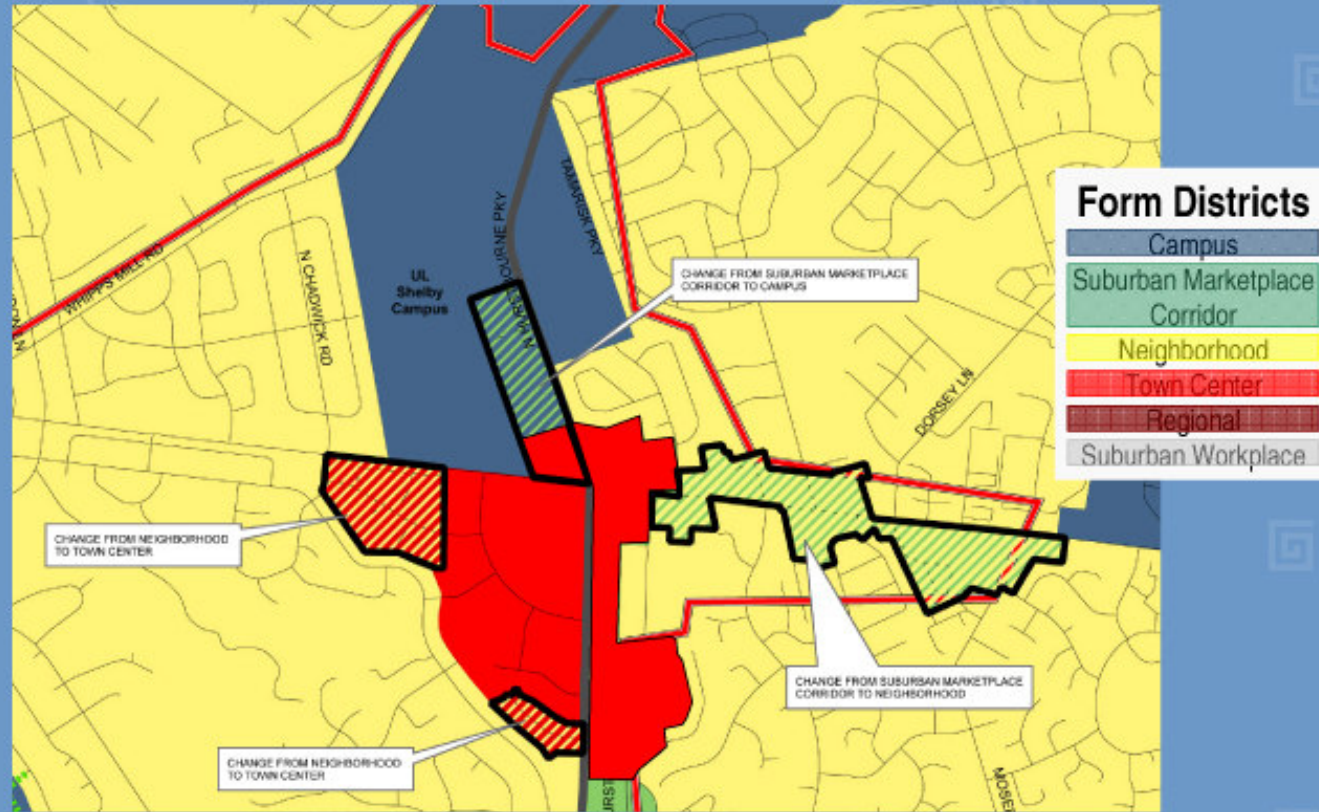 WHIPPS MILL RD
N CHADWICK RD
UL
Shelby
Campus
TAMARISK PKY
CHANGE FROM SUBURBAN MARKETPLACE
CORRIDOR TO CAMPUS
DORSEY LN
Form Districts
Campus
Suburban Marketplace
Corridor
Neighborhood
Town Center
Regional
Suburban Workplace
CHANGE FROM NEIGHBORHOOD
TO TOWN CENTER
CHANGE FROM SUBURBAN MARKETPLACE
CORRIDOR TO NEIGHBORHOOD
CHANGE FROM NEIGHBORHOOD
TO TOWN CENTER